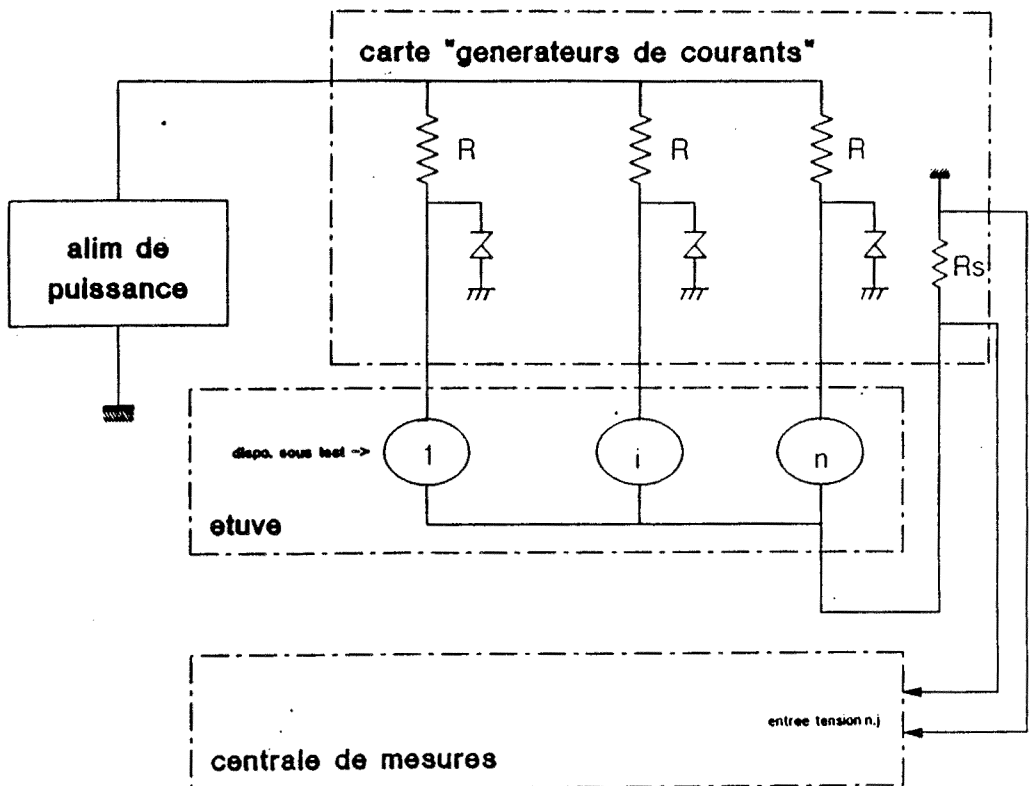 carte "generateurs de courants"
R
R
R
alim de
puissance
Rs
dispo. sous test ->
1
i
n
etuve
entree tension n.j
centrale de mesures